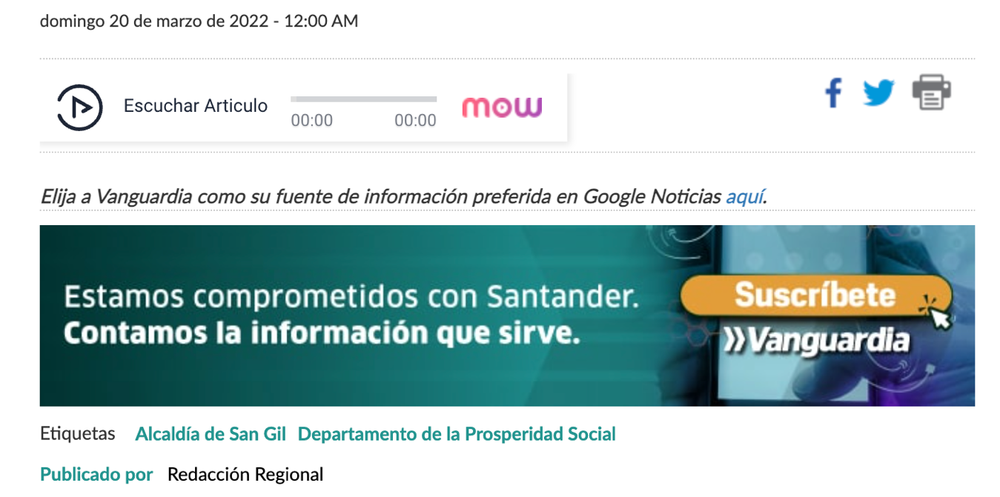 domingo 20 de marzo de 2022 - 12:00 AM
Escuchar Articulo
00:00 00:00
mow
Elija a Vanguardia como su fuente de información preferida en Google Noticias aquí.
Estamos comprometidos con Santander.
Contamos la información que sirve.
Suscríbete
Vanguardia
Etiquetas Alcaldía de San Gil Departamento de la Prosperidad Social
Publicado por Redacción Regional